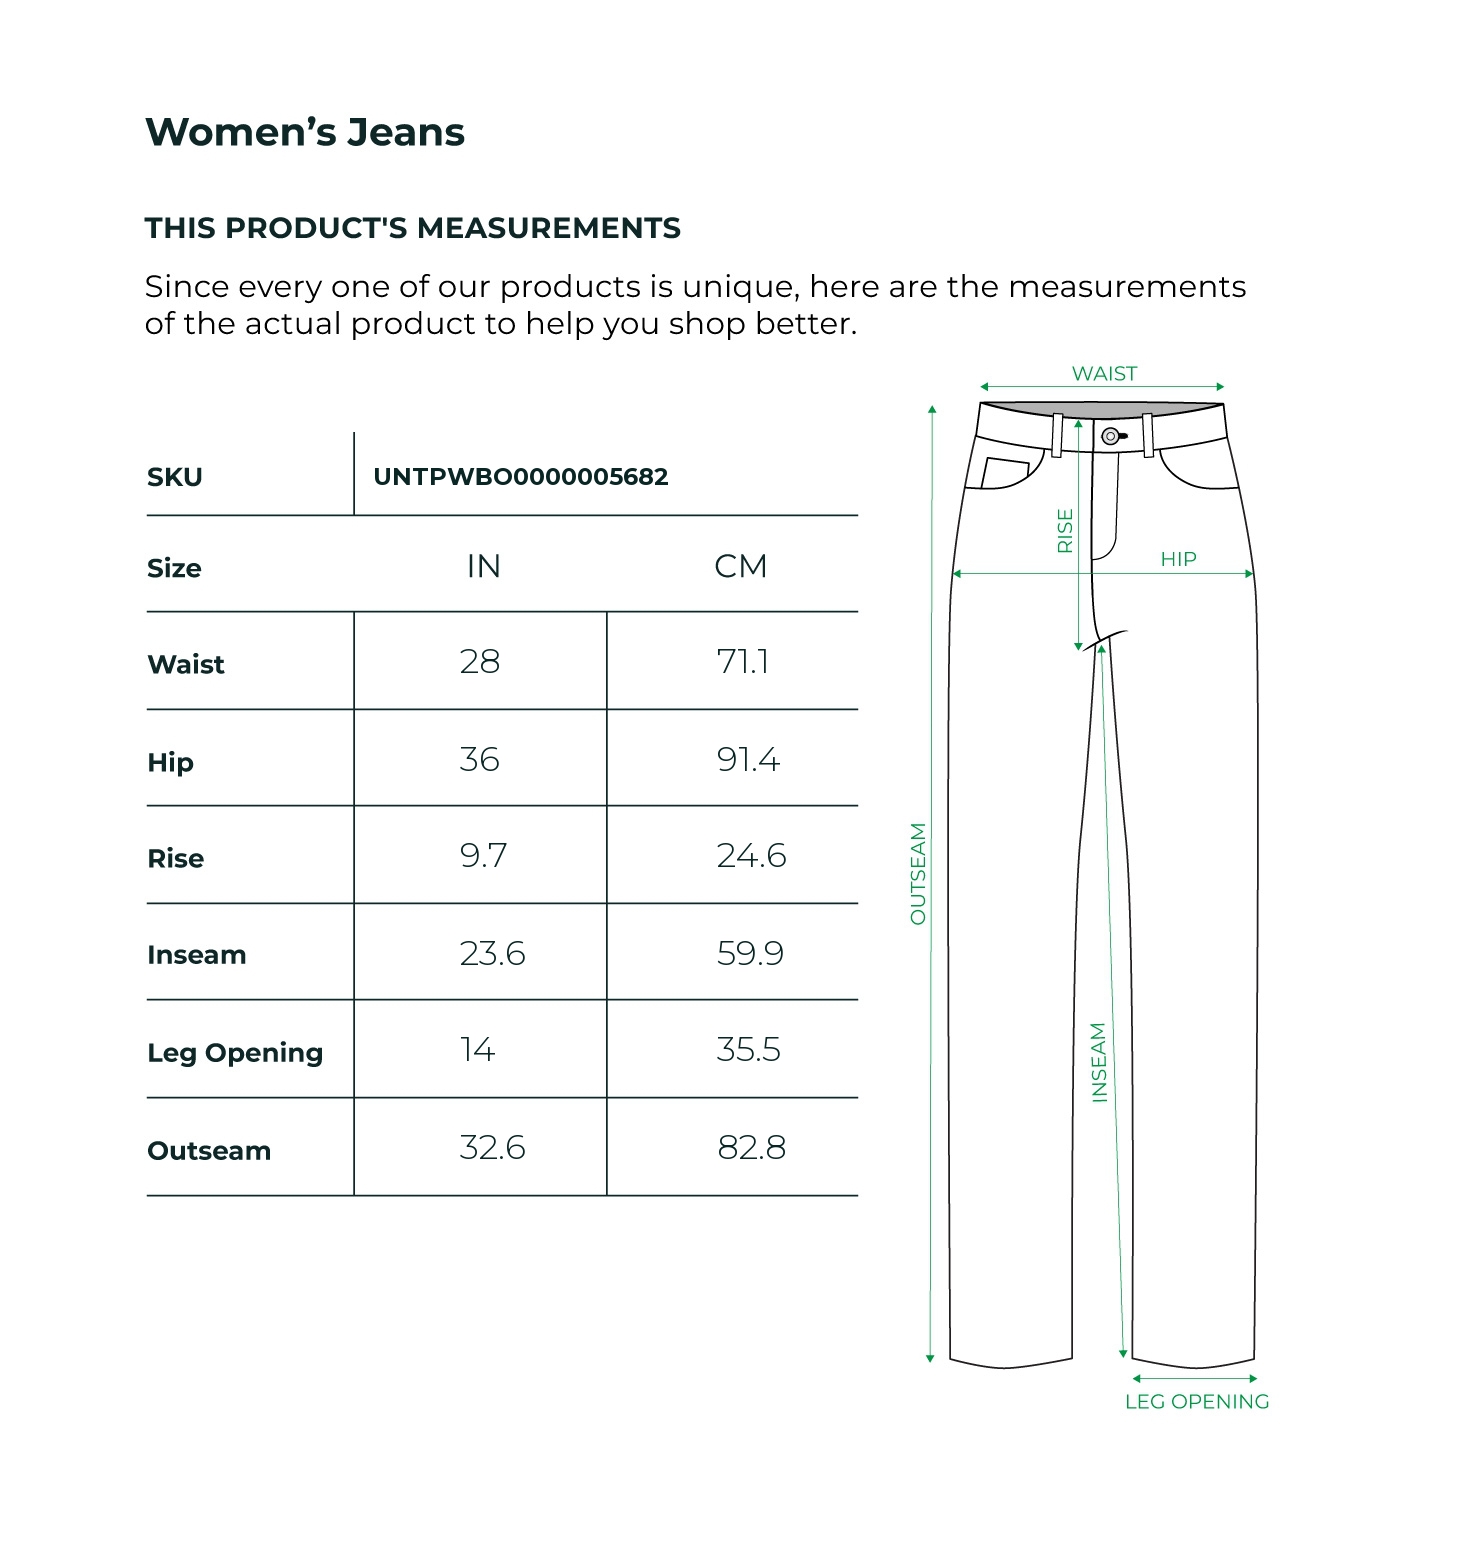 Women’s Jeans
THIS PRODUCT'S MEASUREMENTS
Since every one of our products is unique, here are the measurements
of the actual product to help you shop better.
SKU UNTPWBO0000005682
Size IN CM
Waist 28 71.1
Hip 36 91.4
Rise 9.7 24.6
Inseam 23.6 59.9
Leg Opening 14 35.5
Outseam 32.6 82.8
WAIST
RISE
HIP
OUTSEAM
INSEAM
LEG OPENING